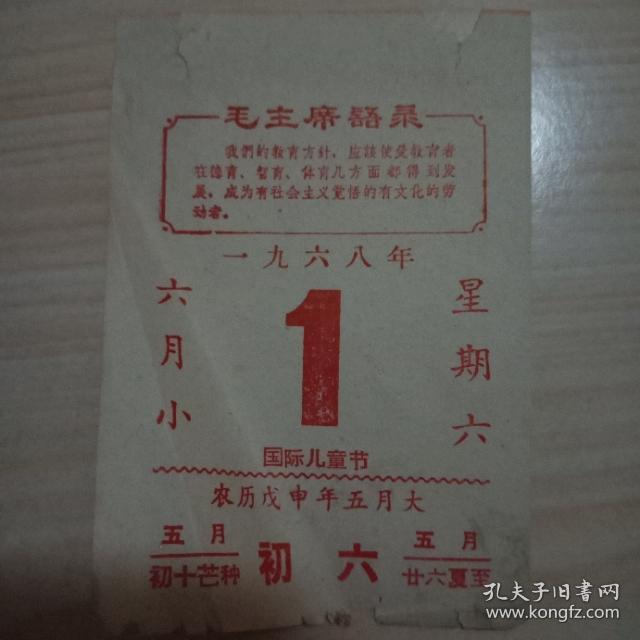 毛主席語录
我們的教育方針，应該使受教育者
在德育、智育、体育几方面都得到发
展，成为有社会主义觉悟的有文化的劳
动者。
一九六八年
六月小
1
星期六
国际儿童节
农历戊申年五月大
五月
初十芒种
初六
五月
廿六夏至
孔夫子旧書网
www.kongfz.com